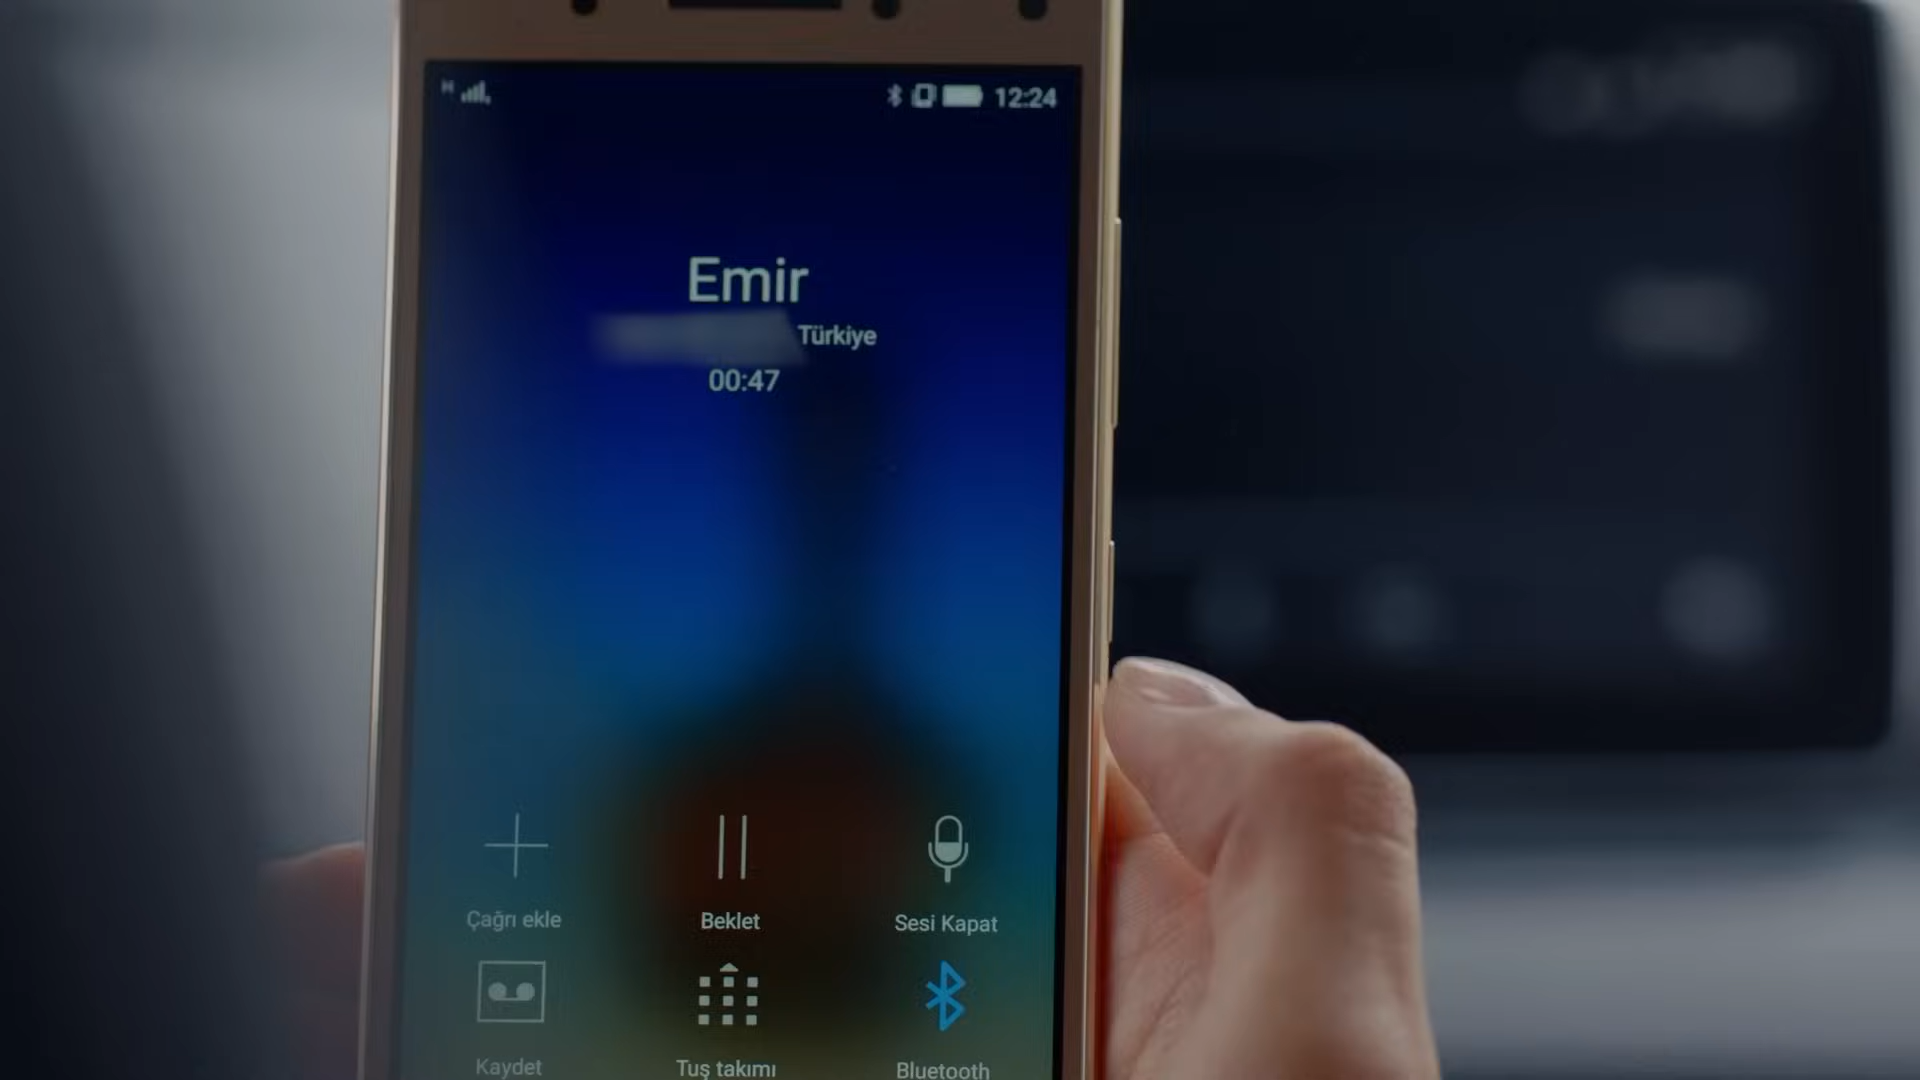 12:24
Emir
Türkiye
00:47
Çağrı ekle
Beklet
Sesi Kapat
Kaydet
Tuş takımı
Bluetooth